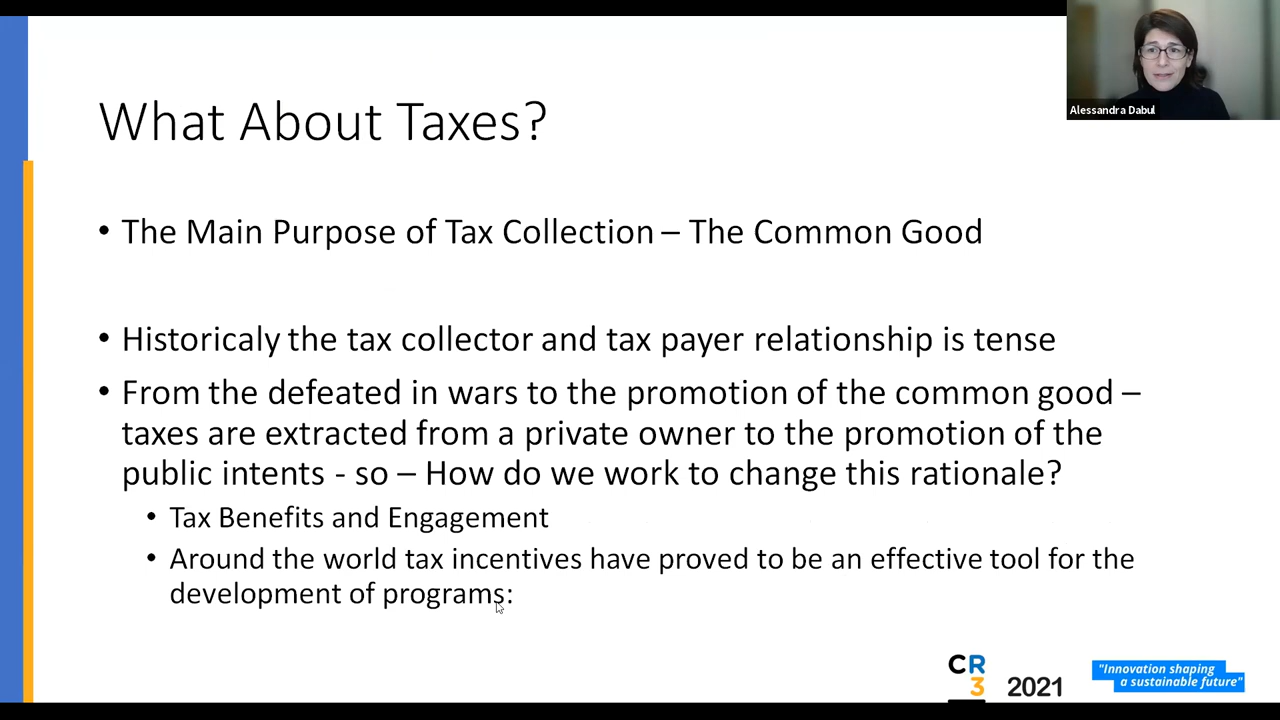 Alessandra Dabul
What About Taxes?
• The Main Purpose of Tax Collection – The Common Good
• Historicaly the tax collector and tax payer relationship is tense
• From the defeated in wars to the promotion of the common good –
taxes are extracted from a private owner to the promotion of the
public intents - so – How do we work to change this rationale?
• Tax Benefits and Engagement
• Around the world tax incentives have proved to be an effective tool for the
development of programs:
CR
3
2021
"Innovation shaping
a sustainable future"